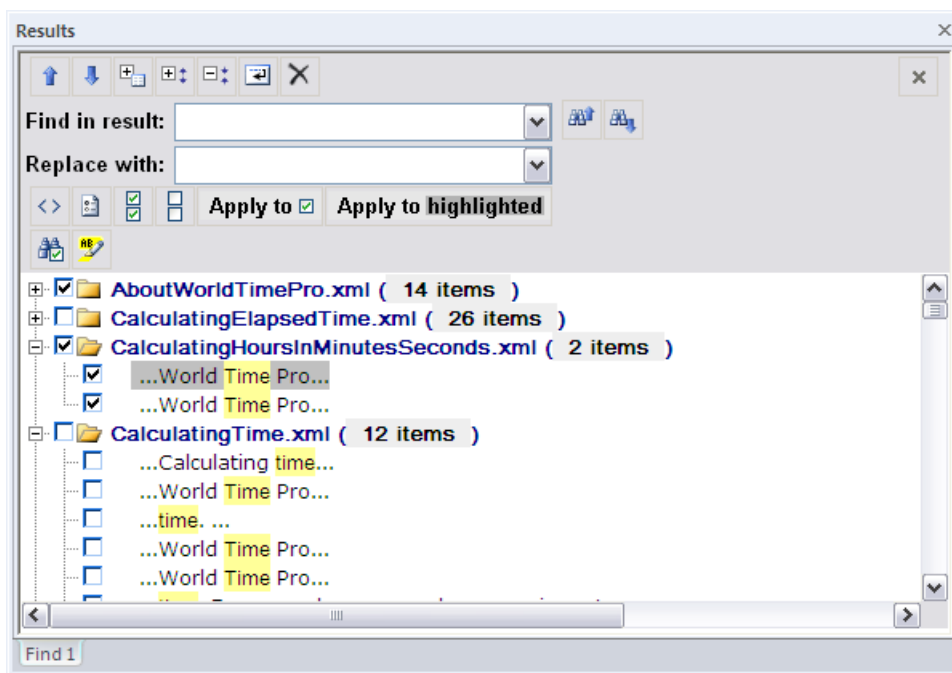 Results
Find in result:
Replace with:
<> Apply to Apply to highlighted
AB
AboutWorldTimePro.xml ( 14 items )
CalculatingElapsedTime.xml ( 26 items )
CalculatingHoursInMinutesSeconds.xml ( 2 items )
...World Time Pro...
...World Time Pro...
CalculatingTime.xml ( 12 items )
...Calculating time...
...World Time Pro...
...time. ...
...World Time Pro...
...World Time Pro...
Find 1